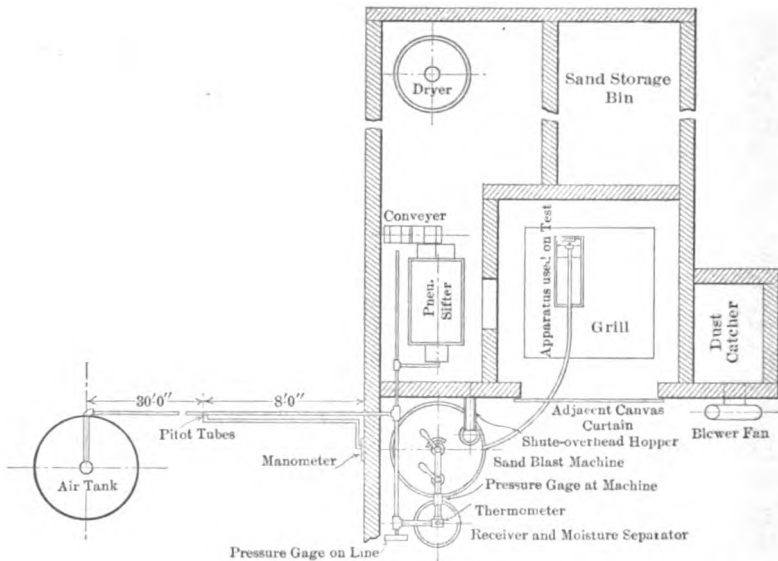 Dryer
Sand Storage
Bin
Conveyer
Pneu.
Sifter
Apparatus used on Test
Grill
Dust
Catcher
30'0"
8'0"
Pitot Tubes
Manometer
Air Tank
Adjacent Canvas
Curtain
Shute-overhead Hopper
Blower Fan
Sand Blast Machine
Pressure Gage at Machine
Thermometer
Receiver and Moisture Separator
Pressure Gage on Line